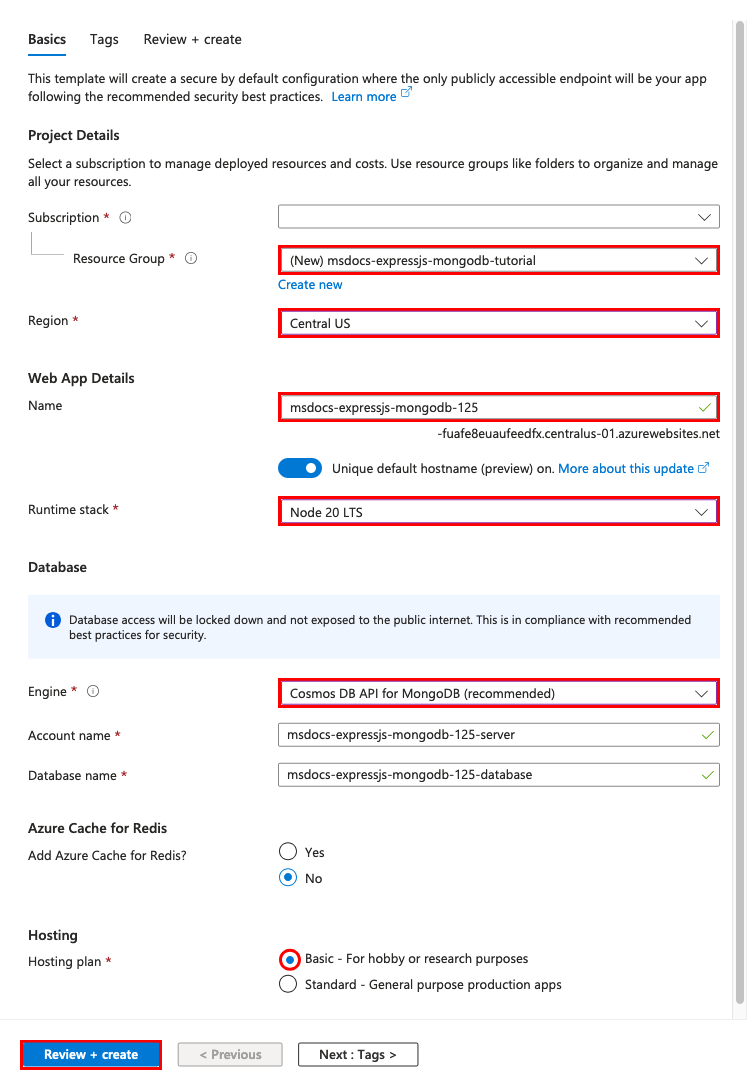 Basics Tags Review + create
This template will create a secure by default configuration where the only publicly accessible endpoint will be your app
following the recommended security best practices. Learn more
Project Details
Select a subscription to manage deployed resources and costs. Use resource groups like folders to organize and manage
all your resources.
Subscription *
Resource Group *
(New) msdocs-expressjs-mongodb-tutorial
Create new
Region *
Central US
Web App Details
Name
msdocs-expressjs-mongodb-125
-fuafe8euaufeedfx.centralus-01.azurewebsites.net
Unique default hostname (preview) on. More about this update
Runtime stack *
Node 20 LTS
Database
Database access will be locked down and not exposed to the public internet. This is in compliance with recommended
best practices for security.
Engine *
Cosmos DB API for MongoDB (recommended)
Account name *
msdocs-expressjs-mongodb-125-server
Database name *
msdocs-expressjs-mongodb-125-database
Azure Cache for Redis
Add Azure Cache for Redis?
Yes
No
Hosting
Hosting plan *
Basic - For hobby or research purposes
Standard - General purpose production apps
Review + create
< Previous
Next : Tags >